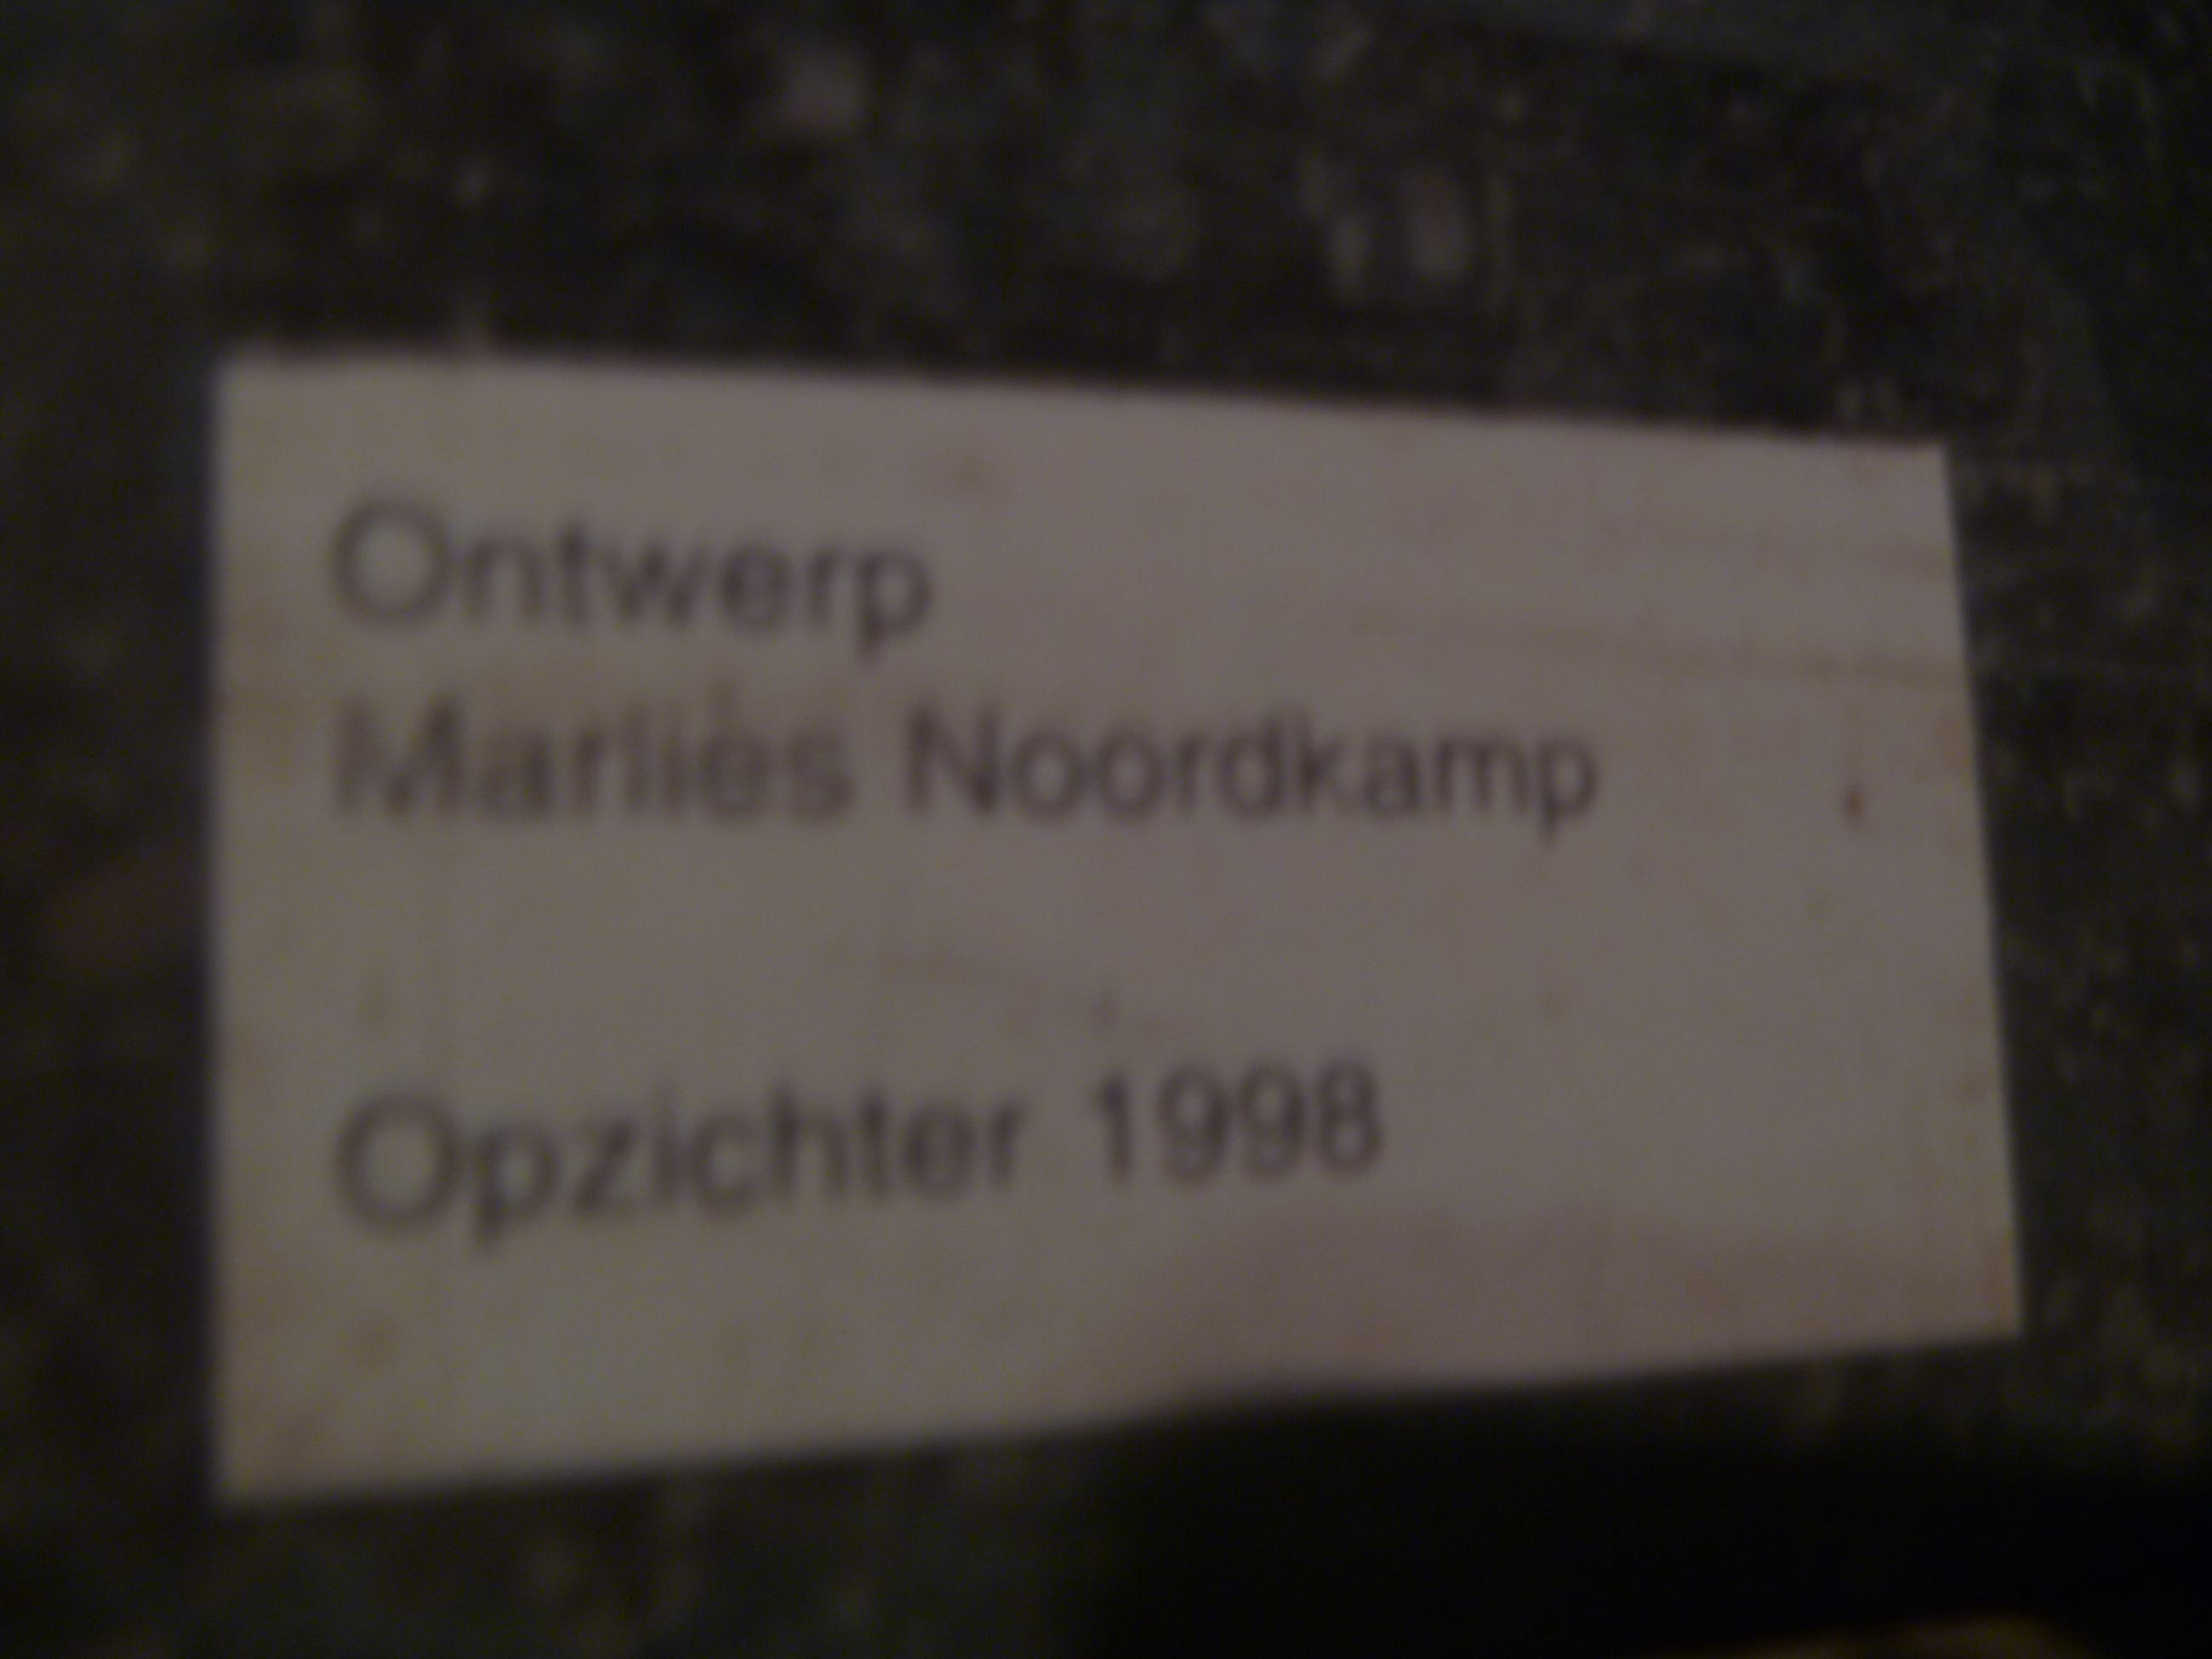 Ontwerp
Marlies Noordkamp
Opzichter 1998